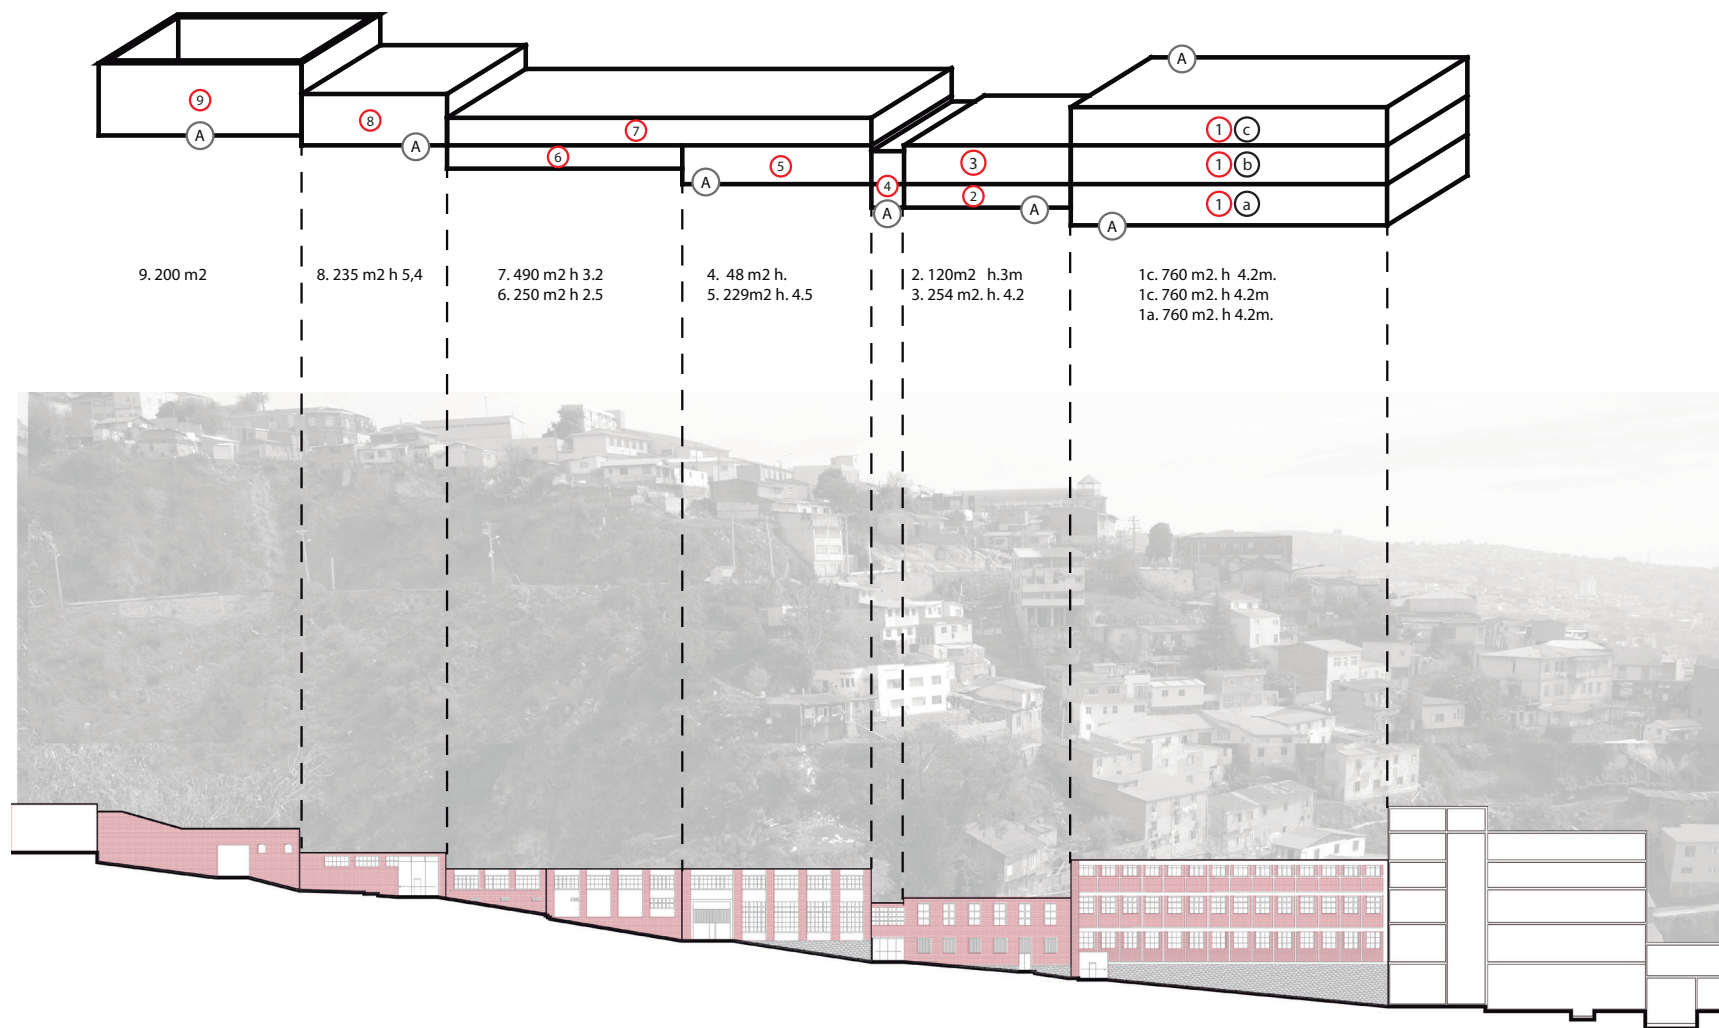 A
9
8
A
7
6
5
A
4
A
3
2
A
1 c
1 b
1 a
A
9. 200 m2
8. 235 m2 h 5,4
7. 490 m2 h 3.2
6. 250 m2 h 2.5
4. 48 m2 h.
5. 229m2 h. 4.5
2. 120m2 h.3m
3. 254 m2. h. 4.2
1c. 760 m2. h 4.2m.
1c. 760 m2. h 4.2m
1a. 760 m2. h 4.2m.
A